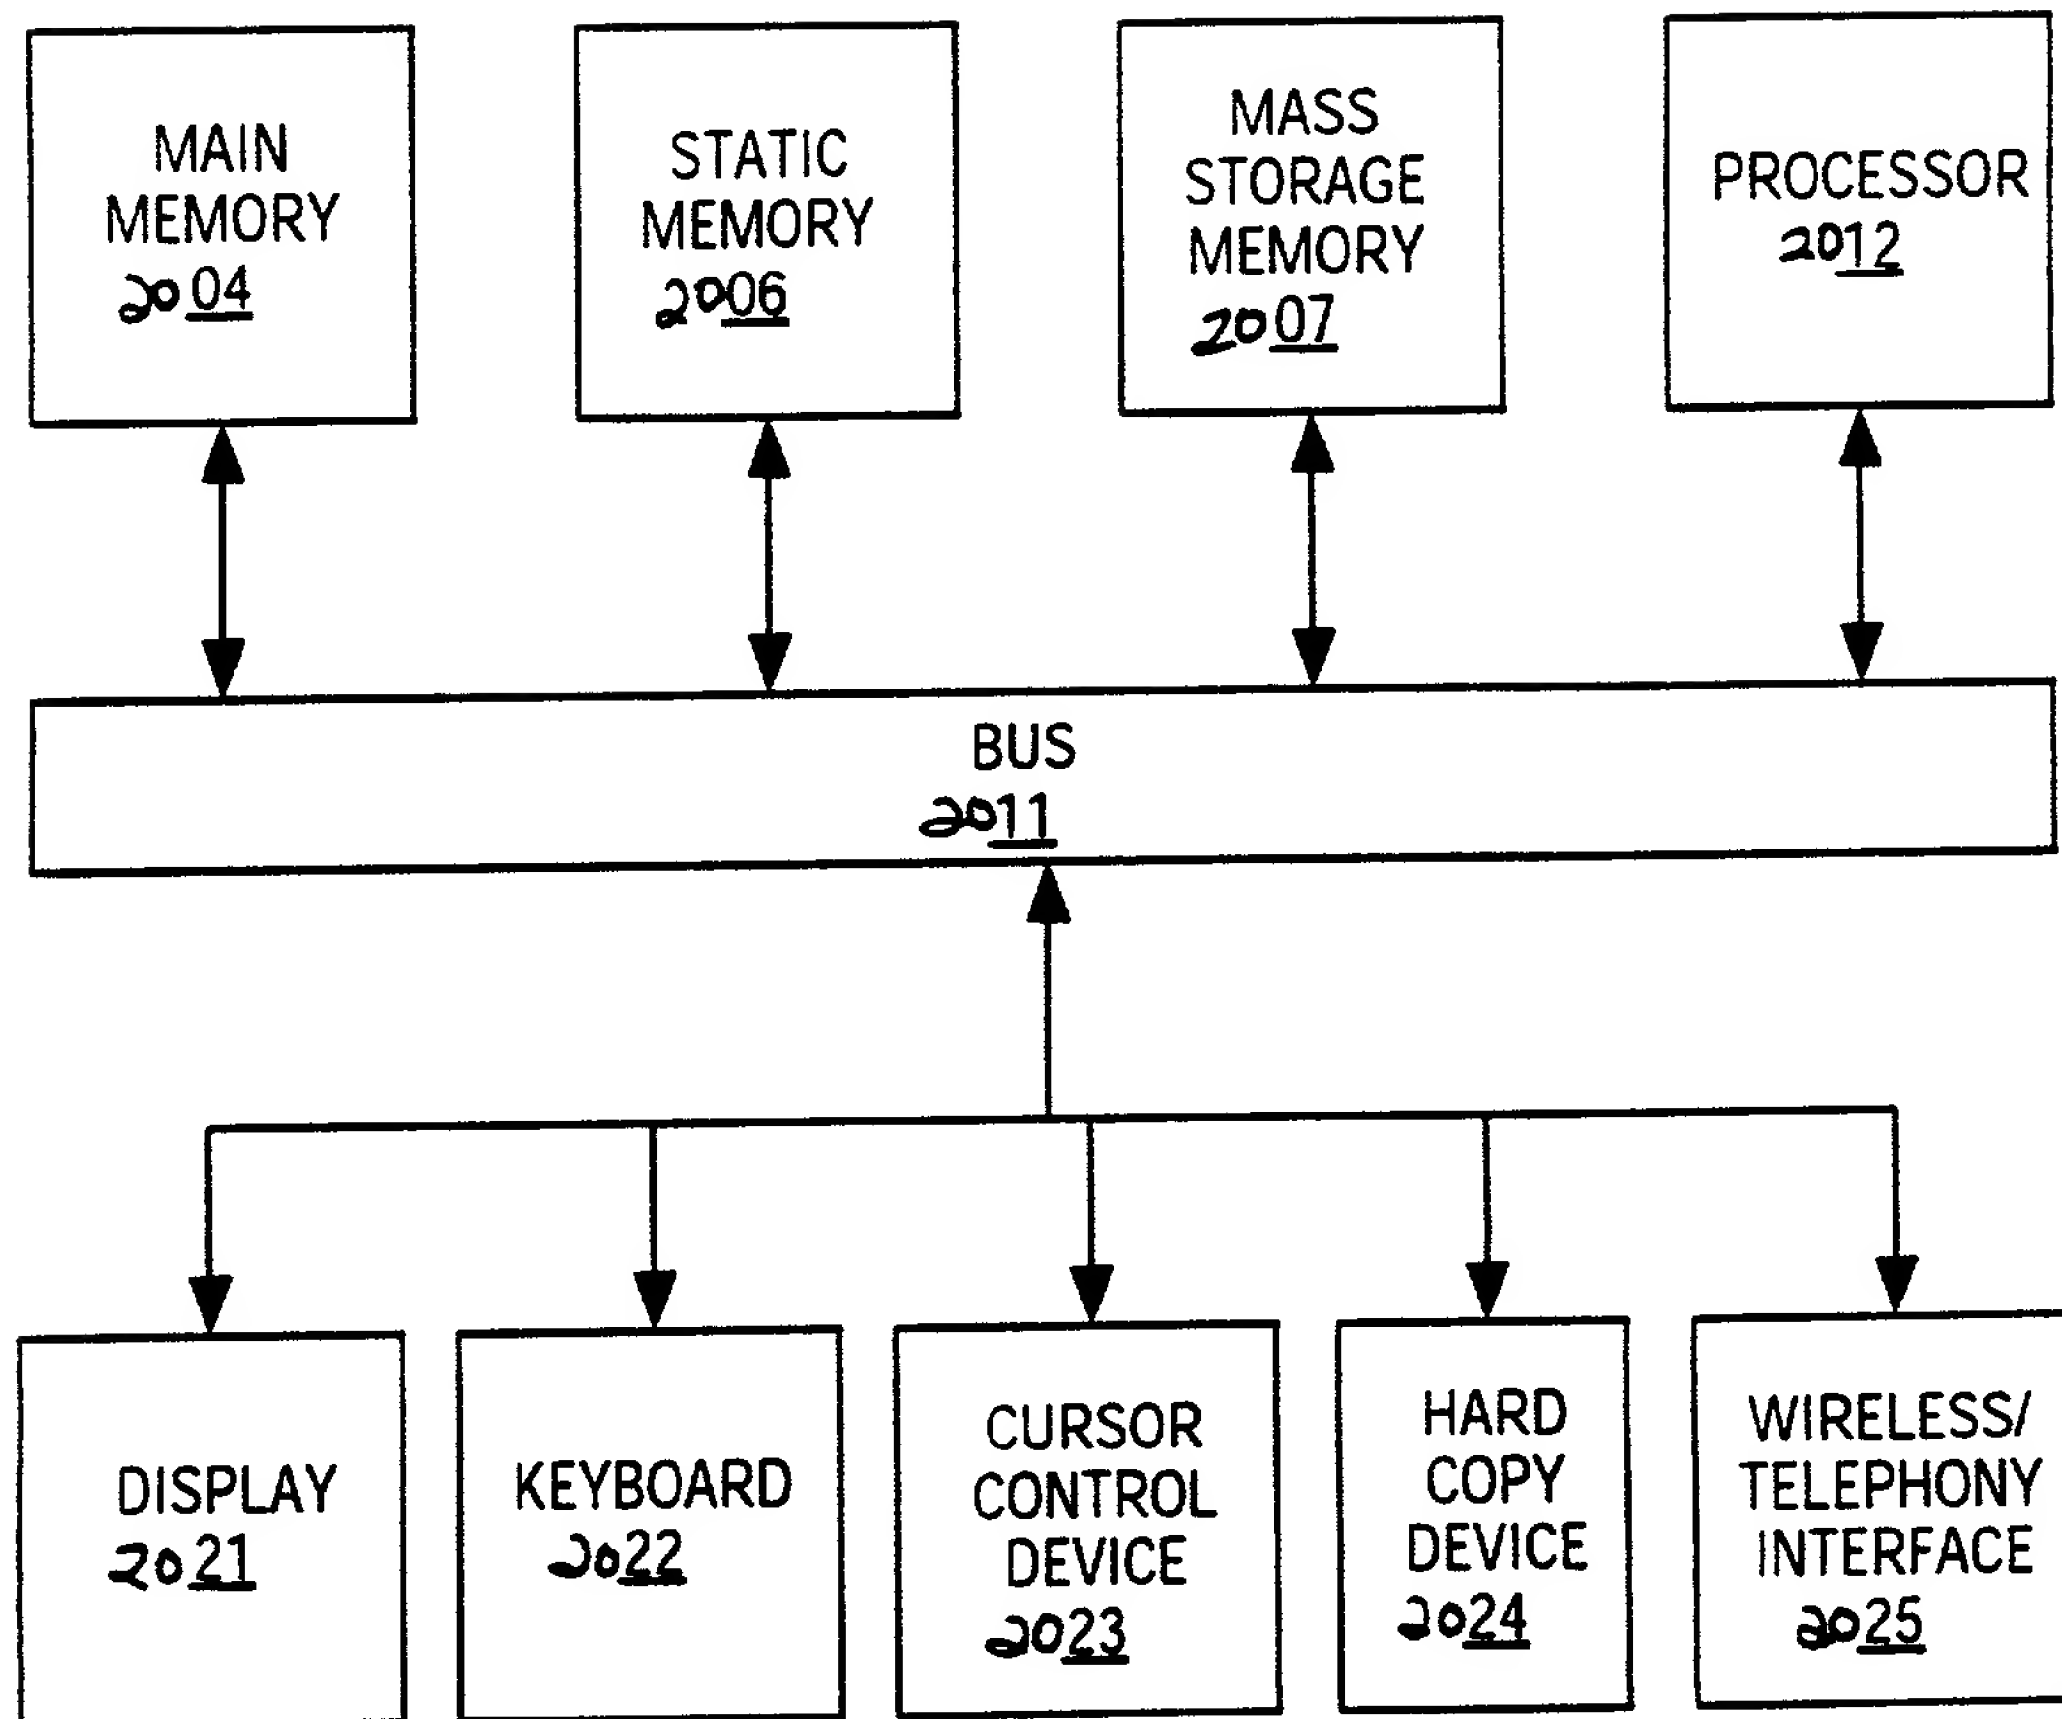 MAIN
MEMORY
2004
STATIC
MEMORY
2006
MASS
STORAGE
MEMORY
2007
PROCESSOR
2012
BUS
2011
DISPLAY
2021
KEYBOARD
2022
CURSOR
CONTROL
DEVICE
2023
HARD
COPY
DEVICE
2024
WIRELESS/
TELEPHONY
INTERFACE
2025